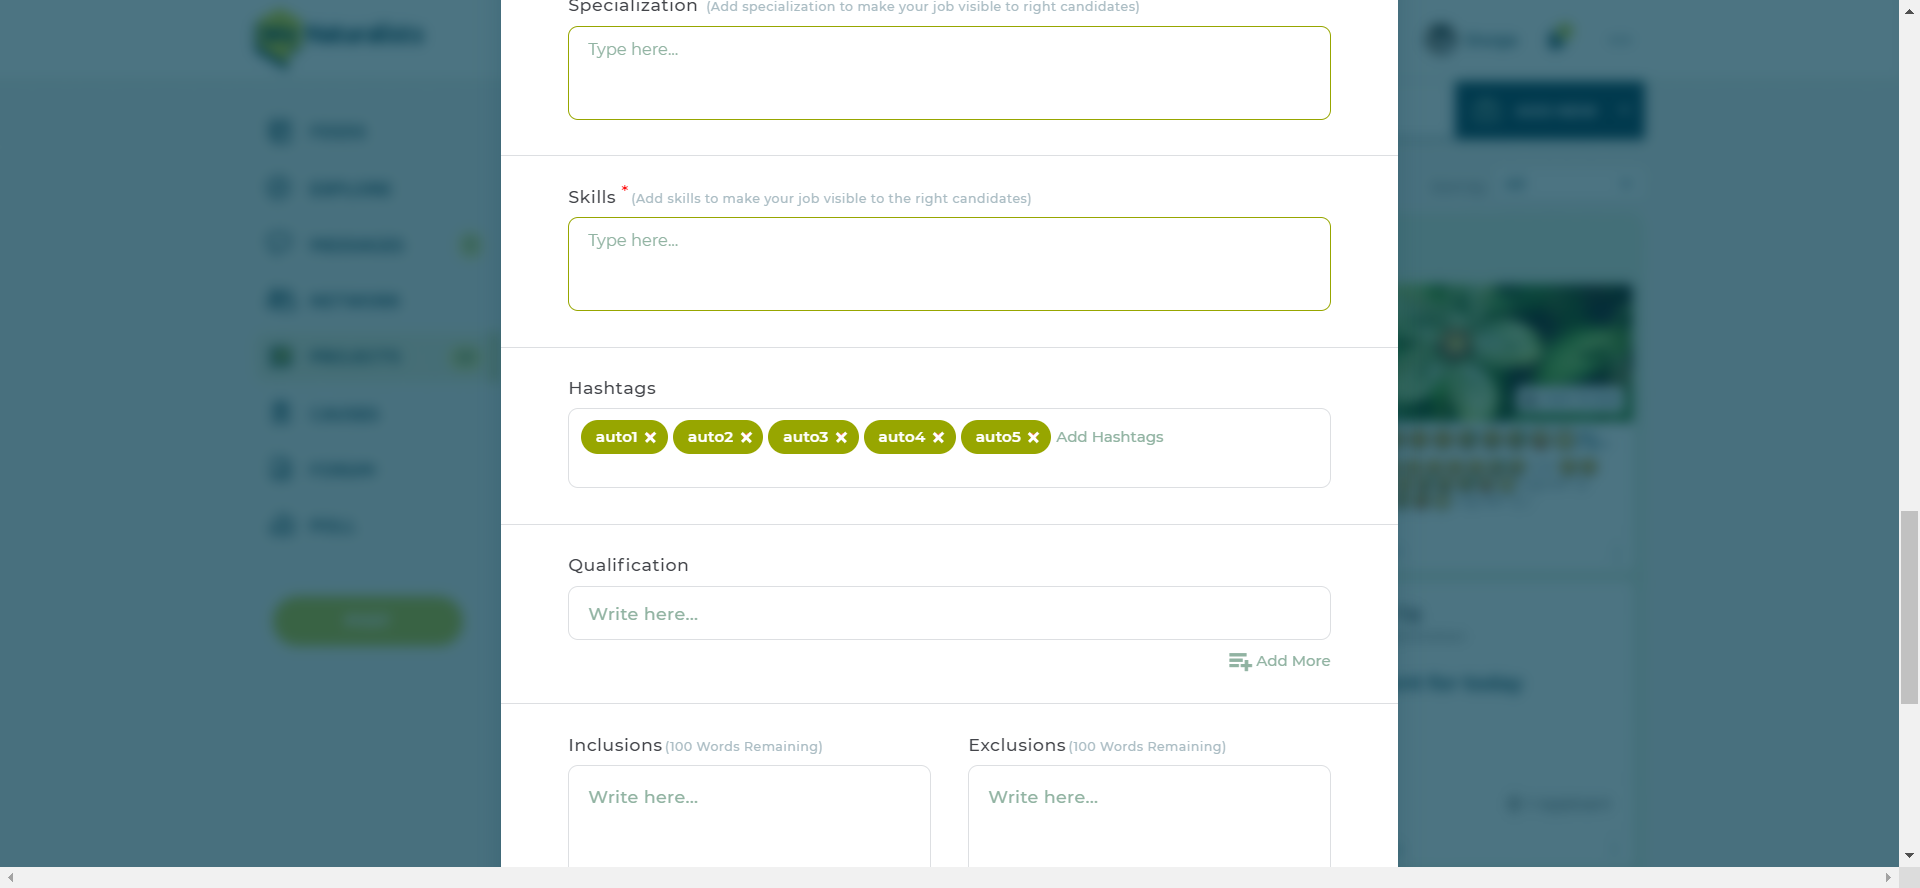 Specialization (Add specialization to make your job visible to right candidates)
Type here...
Skills * (Add skills to make your job visible to the right candidates)
Type here...
Hashtags
auto1 auto2 auto3 auto4 auto5 Add Hashtags
Qualification
Write here...
Add More
Inclusions (100 Words Remaining) Exclusions (100 Words Remaining)
Write here... Write here...